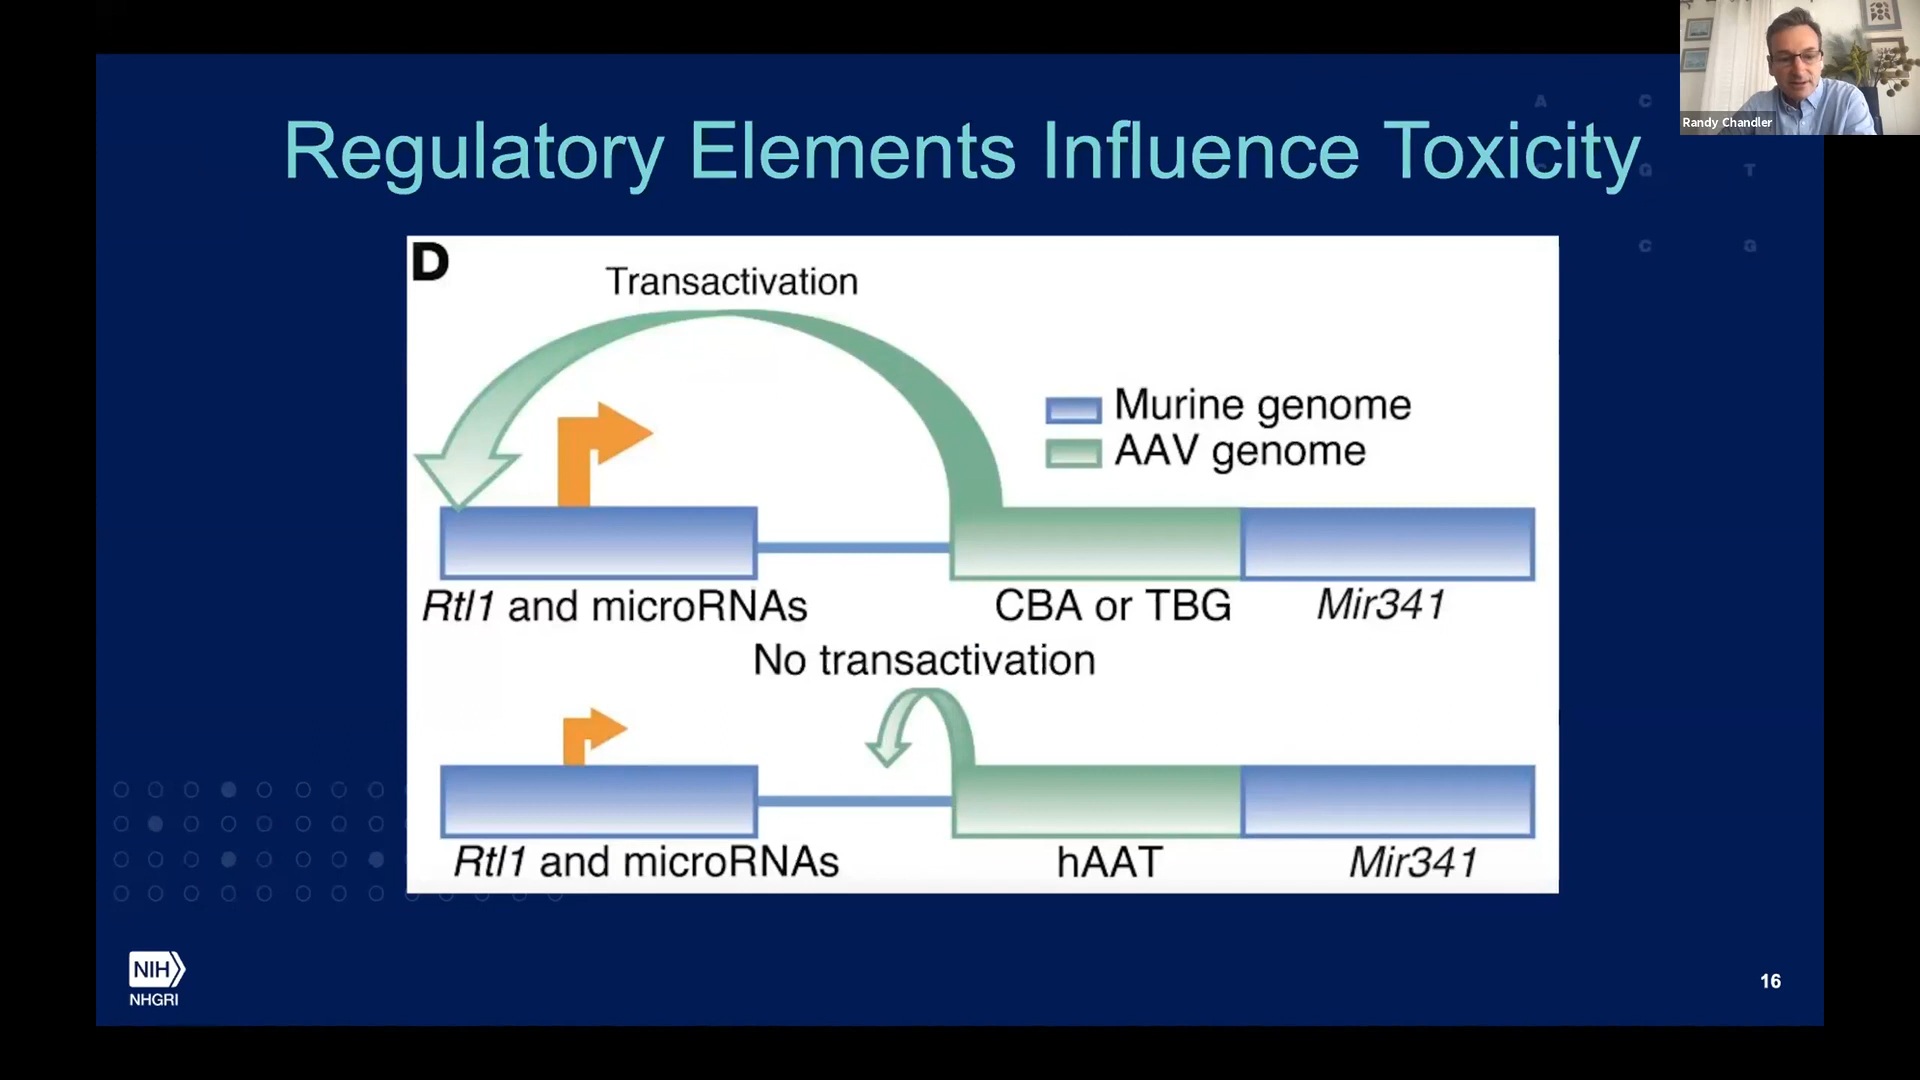 Randy Chandler
A C
G T
C G
Regulatory Elements Influence Toxicity
D
Transactivation
Murine genome
AAV genome
Rtl1 and microRNAs
CBA or TBG
Mir341
No transactivation
Rtl1 and microRNAs
hAAT
Mir341
NIH
NHGRI
16